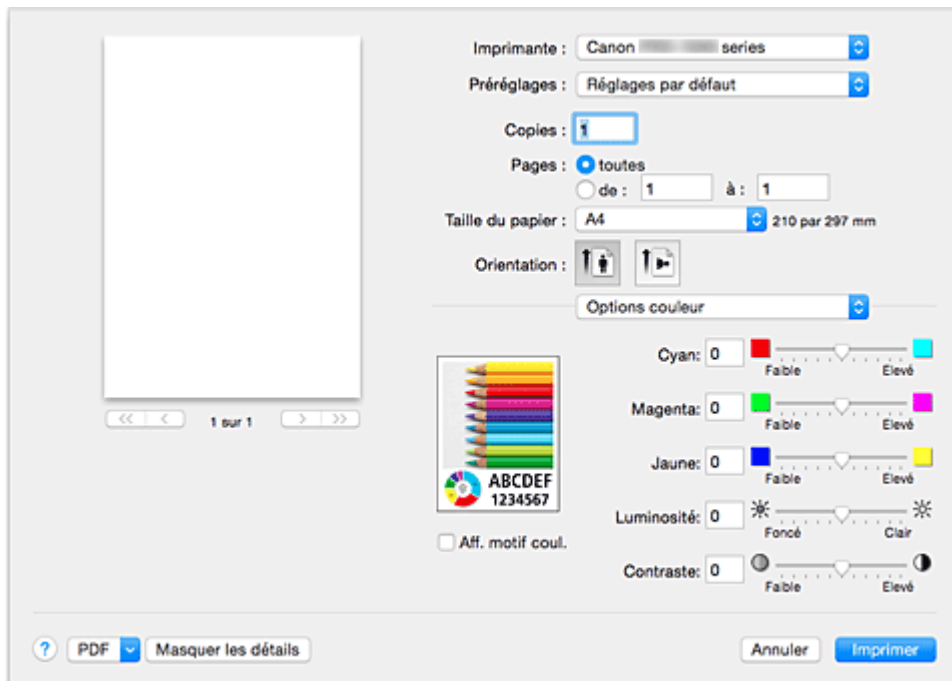 Imprimante : Canon series
Préréglages : Réglages par défaut
Copies : 1
Pages : toutes
de : 1 à : 1
Taille du papier : A4 210 par 297 mm
Orientation :
Options couleur
Cyan: 0
Faible Elevé
Magenta: 0
Faible Elevé
Jaune: 0
Faible Elevé
Luminosité: 0
Foncé Clair
Contraste: 0
Faible Elevé
1 sur 1
ABCDEF
1234567
Aff. motif coul.
? PDF Masquer les détails Annuler Imprimer